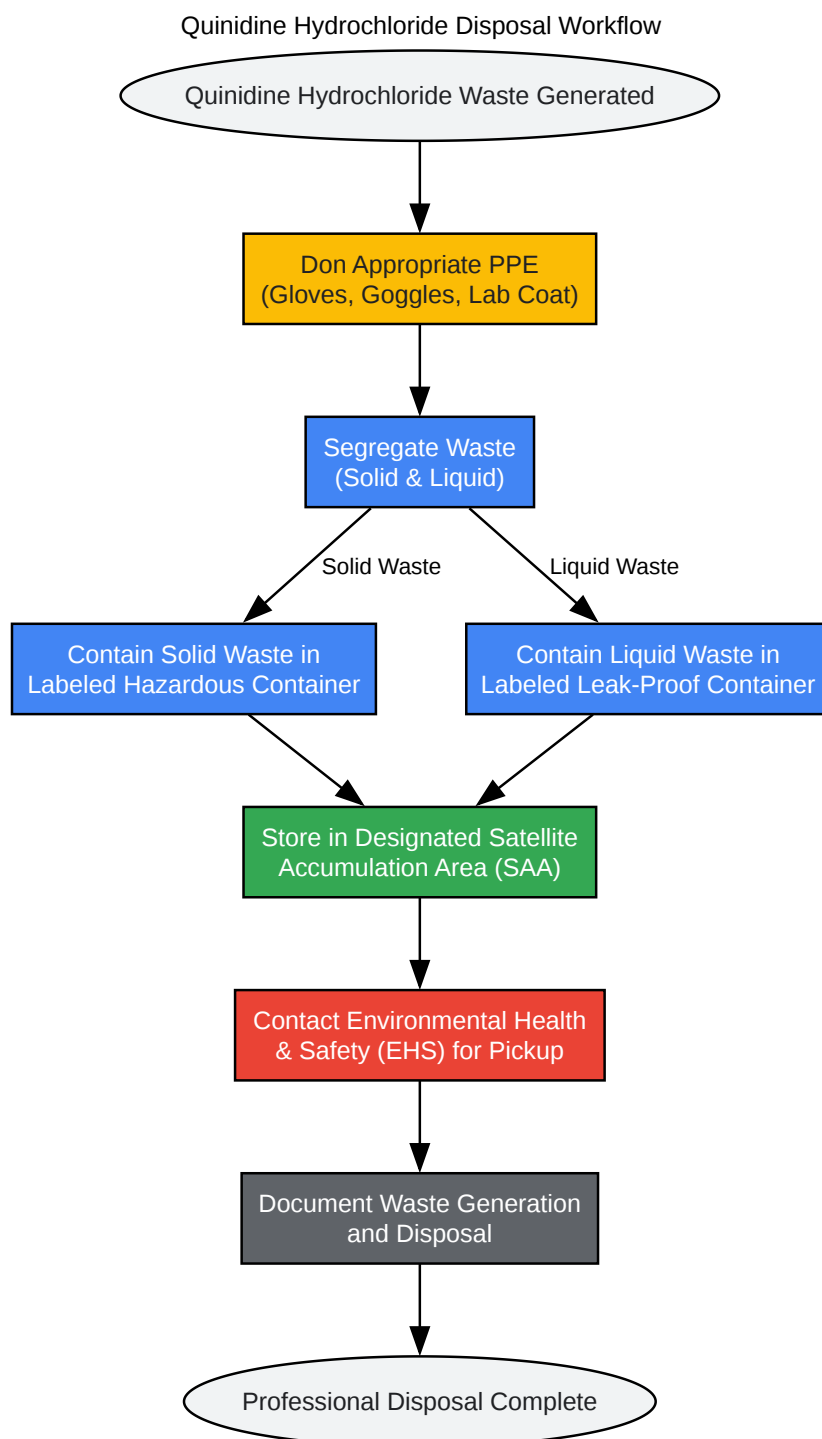 Quinidine Hydrochloride Disposal Workflow
Quinidine Hydrochloride Waste Generated
Don Appropriate PPE
(Gloves, Goggles, Lab Coat)
Segregate Waste
(Solid & Liquid)
Solid Waste
Liquid Waste
Contain Solid Waste in
Labeled Hazardous Container
Contain Liquid Waste in
Labeled Leak-Proof Container
Store in Designated Satellite
Accumulation Area (SAA)
Contact Environmental Health
& Safety (EHS) for Pickup
Document Waste Generation
and Disposal
Professional Disposal Complete